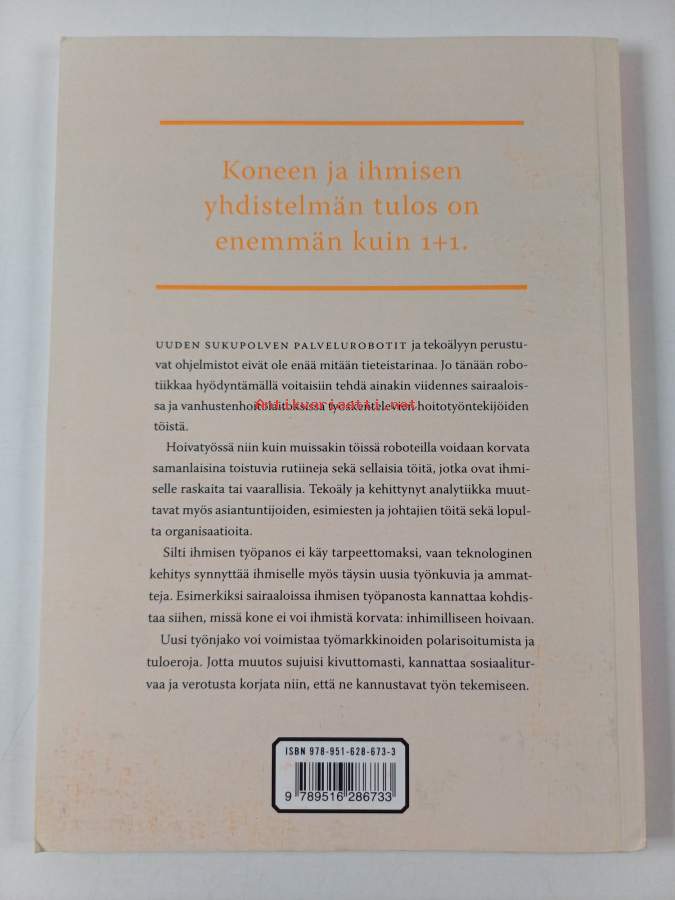 Koneen ja ihmisen
yhdistelmän tulos on
enemmän kuin 1+1.
UUDEN SUKUPOLVEN PALVELUROBOTIT ja tekoälyyn perustu-
vat ohjelmistot eivät ole enää mitään tieteistarinaa. Jo tänään robo-
tiikkaa hyödyntämällä voitaisiin tehdä ainakin viidennes sairaalois-
sa ja vanhustenhoitolaitoksissa työskentelevien hoitotyöntekijöiden
Antikvariaatti.net
töistä.
Hoivatyössä niin kuin muissakin töissä roboteilla voidaan korvata
samanlaisina toistuvia rutiineja sekä sellaisia töitä, jotka ovat ihmi-
selle raskaita tai vaarallisia. Tekoäly ja kehittynyt analytiikka muut-
tavat myös asiantuntijoiden, esimiesten ja johtajien töitä sekä lopul-
ta organisaatioita.
Silti ihmisen työpanos ei käy tarpeettomaksi, vaan teknologinen
kehitys synnyttää ihmiselle myös täysin uusia työnkuvia ja ammat-
teja. Esimerkiksi sairaaloissa ihmisen työpanosta kannattaa kohdis-
taa siihen, missä kone ei voi ihmistä korvata: inhimilliseen hoivaan.
Uusi työnjako voi voimistaa työmarkkinoiden polarisoitumista ja
tuloeroja. Jotta muutos sujuisi kivuttomasti, kannattaa sosiaalitur-
vaa ja verotusta korjata niin, että ne kannustavat työn tekemiseen.
ISBN 978-951-628-673-3
9 789516 286733